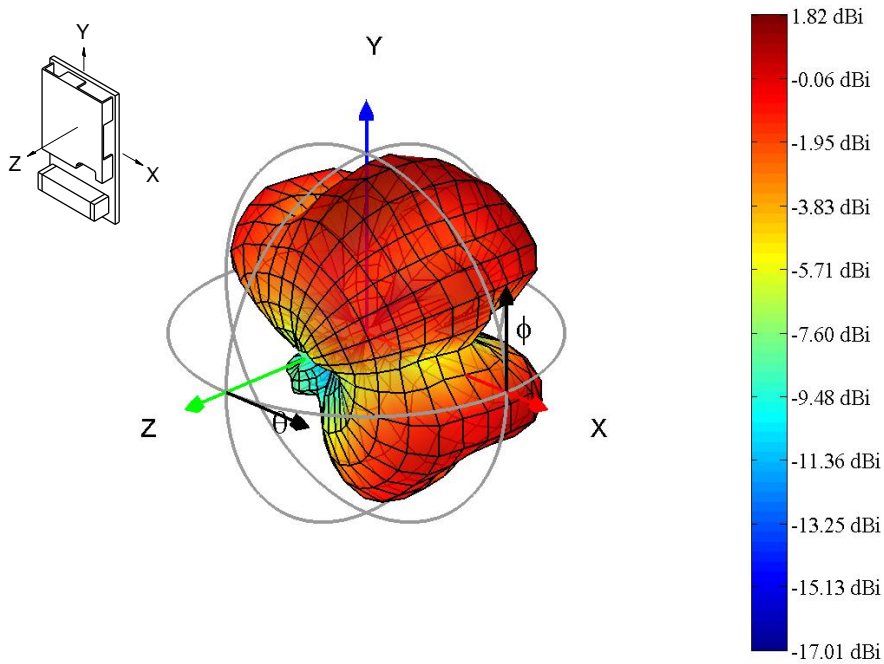 Y
Z
X
Y
ϕ
Z
θ
X
1.82 dBi
-0.06 dBi
-1.95 dBi
-3.83 dBi
-5.71 dBi
-7.60 dBi
-9.48 dBi
-11.36 dBi
-13.25 dBi
-15.13 dBi
-17.01 dBi